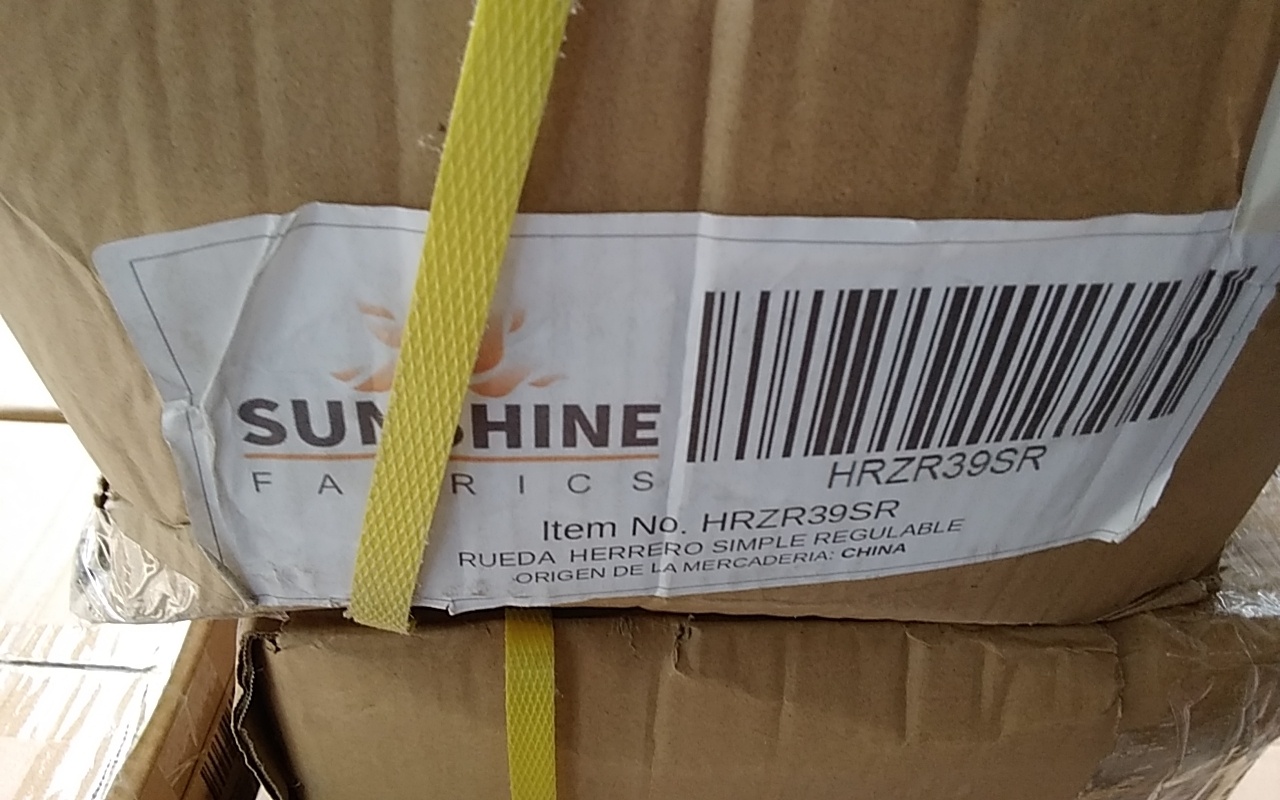 SUNSHINE
FABRICS
HRZR39SR
Item No. HRZR39SR
RUEDA HERRERO SIMPLE REGULABLE
ORIGEN DE LA MERCADERIA: CHINA